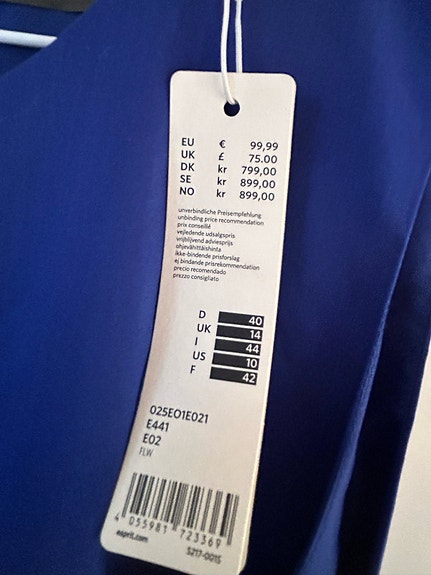 EU € 99,99
UK £ 75.00
DK kr 799,00
SE kr 899,00
NO kr 899,00
unverbindliche Preisempfehlung
unbinding price recommendation
prix conseillé
vejledende udsalgspris
vrijblijvend adviesprijs
ohjevähittäishinta
ikke-bindende prisforslag
ej bindande prisrekommendation
precio recomendado
prezzo consigliato
D 40
UK 14
I 44
US 10
F 42
025EO1E021
E441
E02
FLW
4 055981 723369
esprit.com 5217-0015